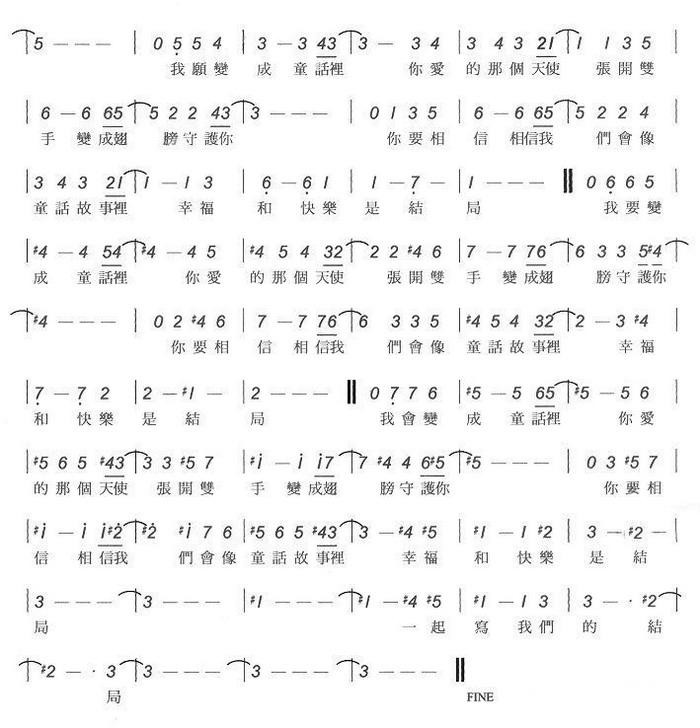 5 — — — | 0 5 5 4 | 3 — 3 43 | 3 — 3 4 | 3 4 3 21 | 1 1 3 5 |
我願變 成 童話裡 你愛 的那個天使 張開雙
6 — 6 65 | 5 2 2 43 | 3 — — — | 0 1 3 5 | 6 — 6 65 | 5 2 2 4
手 變成翅 膀守護你 你要相 信 相信我 們會像
3 4 3 21 | 1 — 1 3 | 6 — 6 1 | 1 — 7 — | 1 — — — || 0 6 6 5
童話故事裡 幸福 和 快樂 是 結 局 我要變
#4 — 4 54 | #4 — 4 5 | #4 5 4 32 | 2 2 #4 6 | 7 — 7 76 | 6 3 3 5#4
成 童話裡 你愛 的那個天使 張開雙 手 變成翅 膀守護你
#4 — — — | 0 2 #4 6 | 7 — 7 76 | 6 3 3 5 | #4 5 4 32 | 2 — 3 #4
你要相 信 相信我 們會像 童話故事裡 幸福
7 — 7 2 | 2 — #1 — | 2 — — — || 0 7 7 6 | #5 — 5 65 | #5 — 5 6
和 快樂 是 結 局 我會變 成 童話裡 你愛
#5 6 5 #43 | 3 3 #5 7 | #1 — 1 17 | 7 #4 4 6#5 | #5 — — — | 0 3 #5 7
的那個天使 張開雙 手 變成翅 膀守護你 你要相
#1 — 1 1#2 | #2 #1 7 6 | #5 6 5 #43 | 3 — #4 #5 | #1 — 1 #2 | 3 — #2 —
信 相信我 們會像 童話故事裡 幸福 和 快樂 是 結
3 — — — | 3 — — — | #1 — — — | #1 — #4 #5 | #1 — 1 3 | 3 — · #2
局 一起 寫 我們 的 結
#2 — · 3 | 3 — — — | 3 — — — | 3 — — — ||
局 FINE